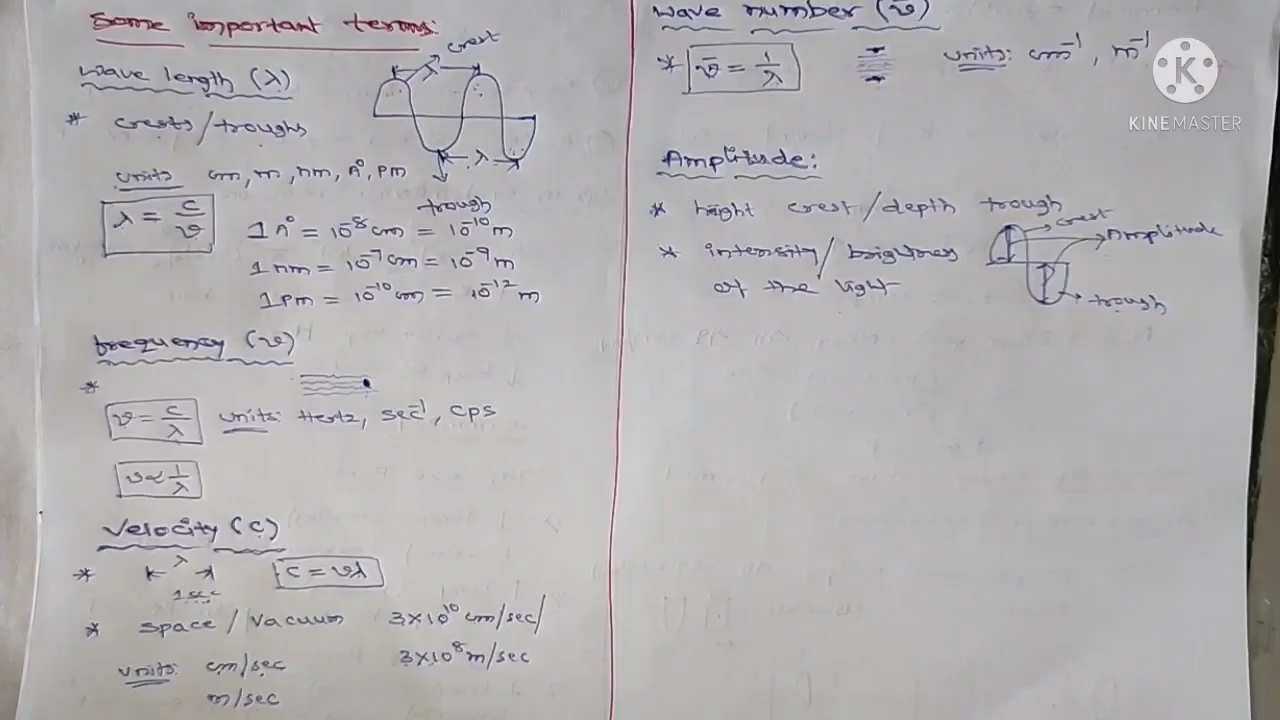 Some important terms:
Wave length (λ)
crest
λ
* crests/troughs
λ
trough
units cm, m, nm, A°, pm
λ = c/ν
1 A° = 10⁻⁸ cm = 10⁻¹⁰ m
1 nm = 10⁻⁷ cm = 10⁻⁹ m
1 pm = 10⁻¹⁰ cm = 10⁻¹² m
frequency (ν)
*
ν = c/λ units: Hertz, sec⁻¹, cps
ν ∝ 1/λ
Velocity (c)
* λ c = νλ
1 sec
* space/vacuum 3×10¹⁰ cm/sec/
units: cm/sec 3×10⁸ m/sec
m/sec
Wave number (ν̄)
* ν̄ = 1/λ units: cm⁻¹, m⁻¹
Amplitude:
* height crest/depth trough
crest
Amplitude
* intensity/brightness
of the light
trough
K
KINEMASTER